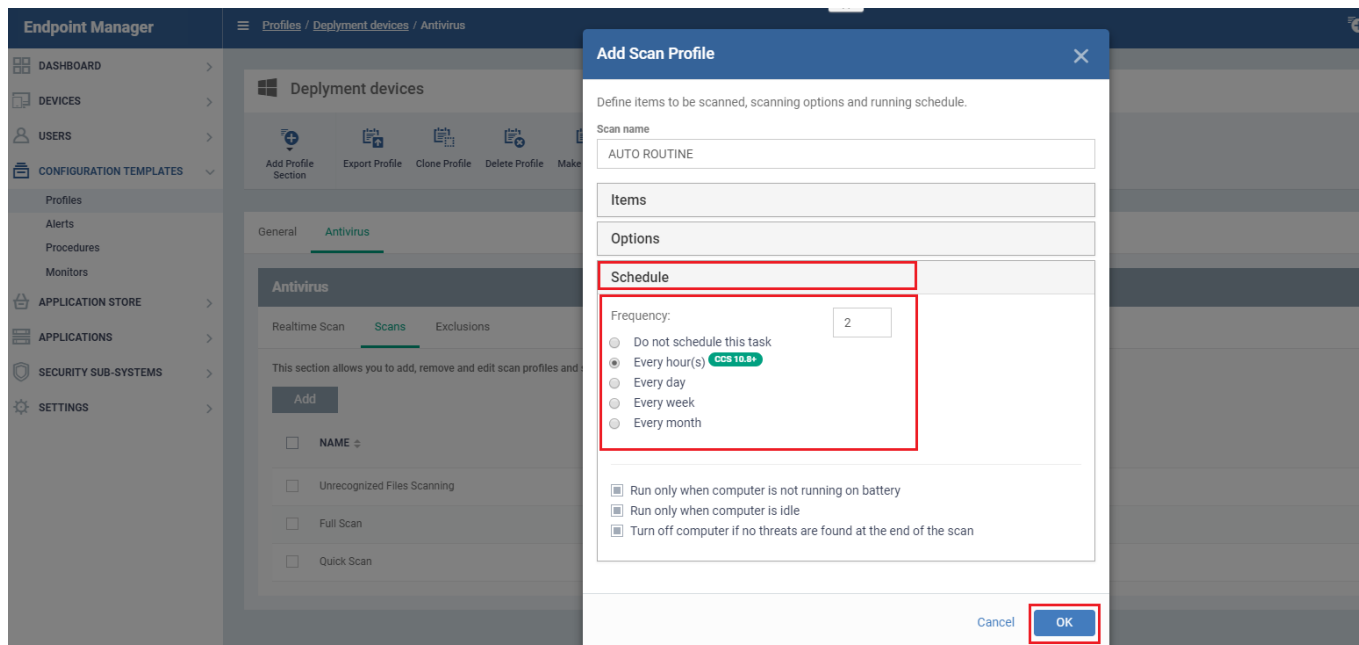 Endpoint Manager
Profiles / Deplyment devices / Antivirus
DASHBOARD
DEVICES
USERS
CONFIGURATION TEMPLATES
Profiles
Alerts
Procedures
Monitors
APPLICATION STORE
APPLICATIONS
SECURITY SUB-SYSTEMS
SETTINGS
Deplyment devices
Add Profile Section
Export Profile
Clone Profile
Delete Profile
Make
General
Antivirus
Antivirus
Realtime Scan
Scans
Exclusions
This section allows you to add, remove and edit scan profiles and
Add
NAME
Unrecognized Files Scanning
Full Scan
Quick Scan
Add Scan Profile
Define items to be scanned, scanning options and running schedule.
Scan name
AUTO ROUTINE
Items
Options
Schedule
Frequency:
2
Do not schedule this task
Every hour(s) CCS 10.8+
Every day
Every week
Every month
Run only when computer is not running on battery
Run only when computer is idle
Turn off computer if no threats are found at the end of the scan
Cancel
OK